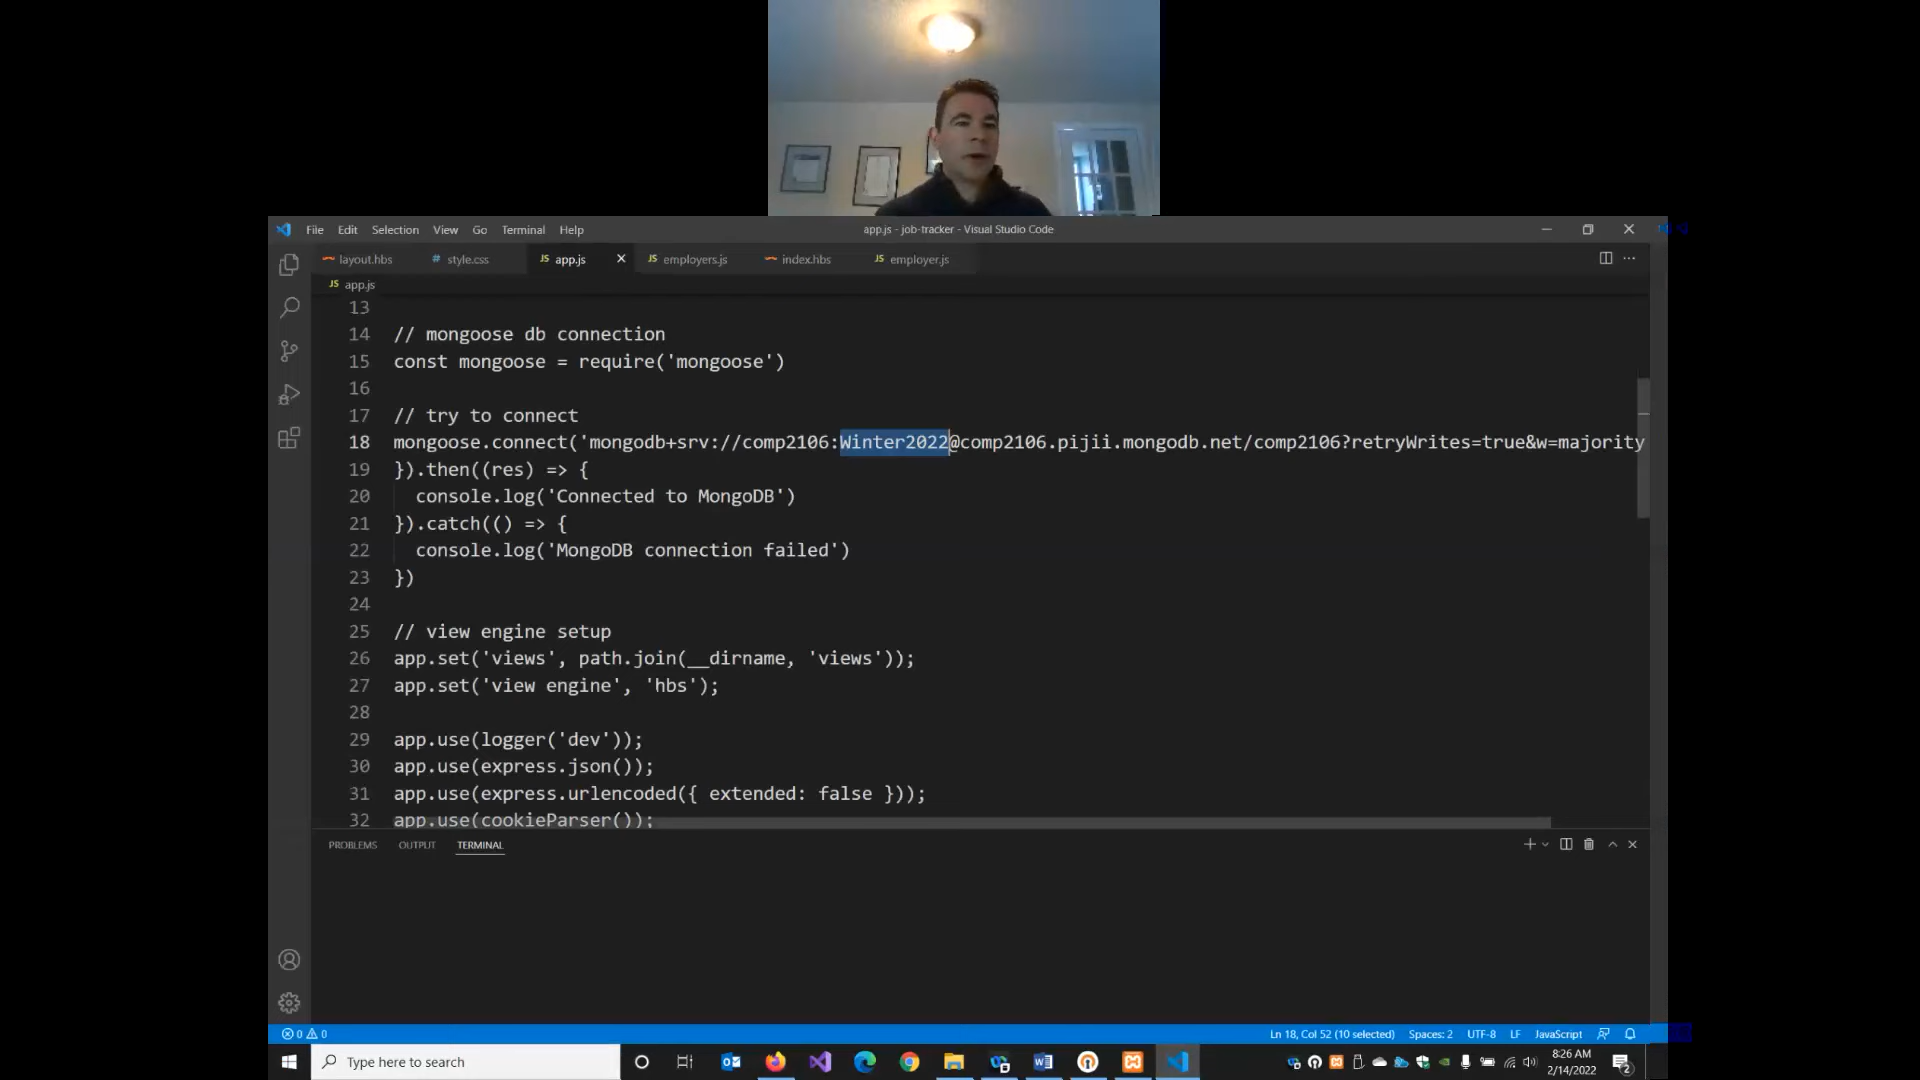 File Edit Selection View Go Terminal Help
app.js - job-tracker - Visual Studio Code
layout.hbs
# style.css
JS app.js
JS employers.js
index.hbs
JS employer.js
JS app.js
13
14 // mongoose db connection
15 const mongoose = require('mongoose')
16
17 // try to connect
18 mongoose.connect('mongodb+srv://comp2106:Winter2022@comp2106.pijii.mongodb.net/comp2106?retryWrites=true&w=majority
19 }).then((res) => {
20 console.log('Connected to MongoDB')
21 }).catch(() => {
22 console.log('MongoDB connection failed')
23 })
24
25 // view engine setup
26 app.set('views', path.join(__dirname, 'views'));
27 app.set('view engine', 'hbs');
28
29 app.use(logger('dev'));
30 app.use(express.json());
31 app.use(express.urlencoded({ extended: false }));
32 app.use(cookieParser());
PROBLEMS OUTPUT TERMINAL
0 0
Ln 18, Col 52 (10 selected) Spaces: 2 UTF-8 LF JavaScript
Type here to search
8:26 AM
2/14/2022
2